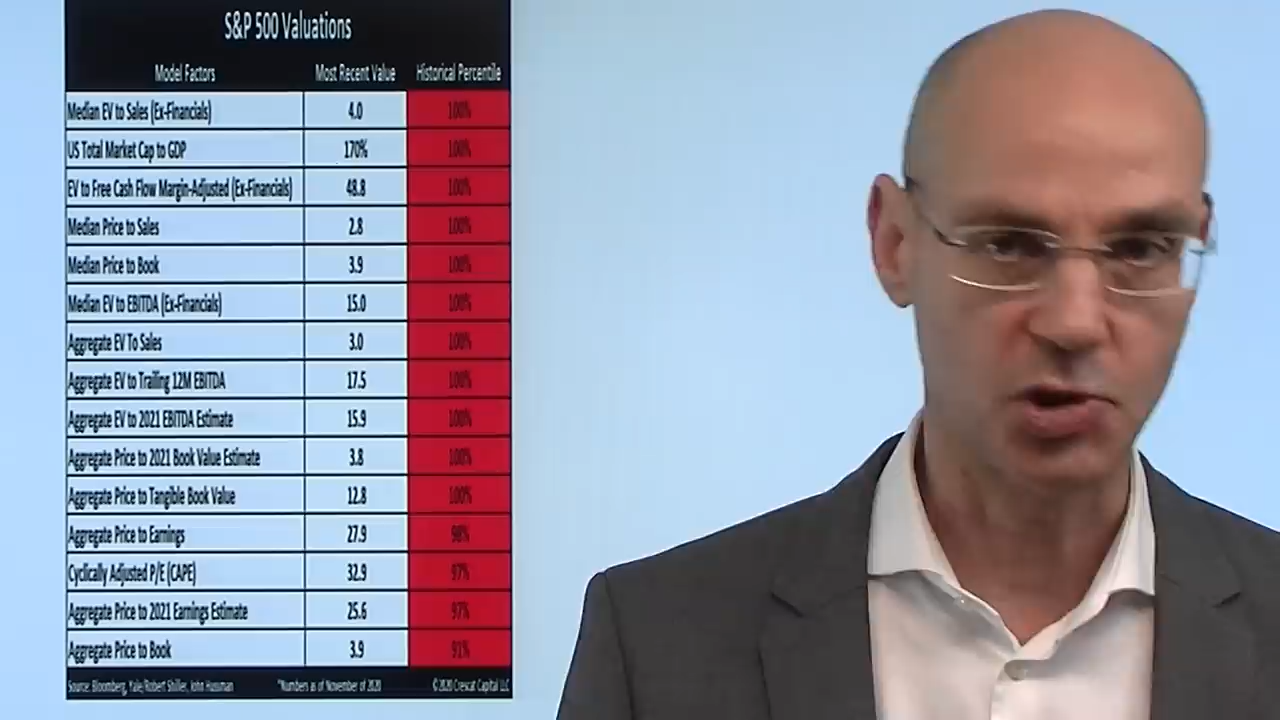 S&P 500 Valuations
Model Factors Most Recent Value Historical Percentile
Median EV to Sales (Ex-Financials) 4.0 100%
US Total Market Cap to GDP 170% 100%
EV to Free Cash Flow Margin-Adjusted (Ex-Financials) 48.8 100%
Median Price to Sales 2.8 100%
Median Price to Book 3.9 100%
Median EV to EBITDA (Ex-Financials) 15.0 100%
Aggregate EV To Sales 3.0 100%
Aggregate EV to Trailing 12M EBITDA 17.5 100%
Aggregate EV to 2021 EBITDA Estimate 15.9 100%
Aggregate Price to 2021 Book Value Estimate 3.8 100%
Aggregate Price to Tangible Book Value 12.8 100%
Aggregate Price to Earnings 27.9 98%
Cyclically Adjusted P/E (CAPE) 32.9 97%
Aggregate Price to 2021 Earnings Estimate 25.6 97%
Aggregate Price to Book 3.9 91%
Source: Bloomberg, Yale/Robert Shiller, John Hussman *Numbers as of November of 2020 ©2020 Crescat Capital LLC